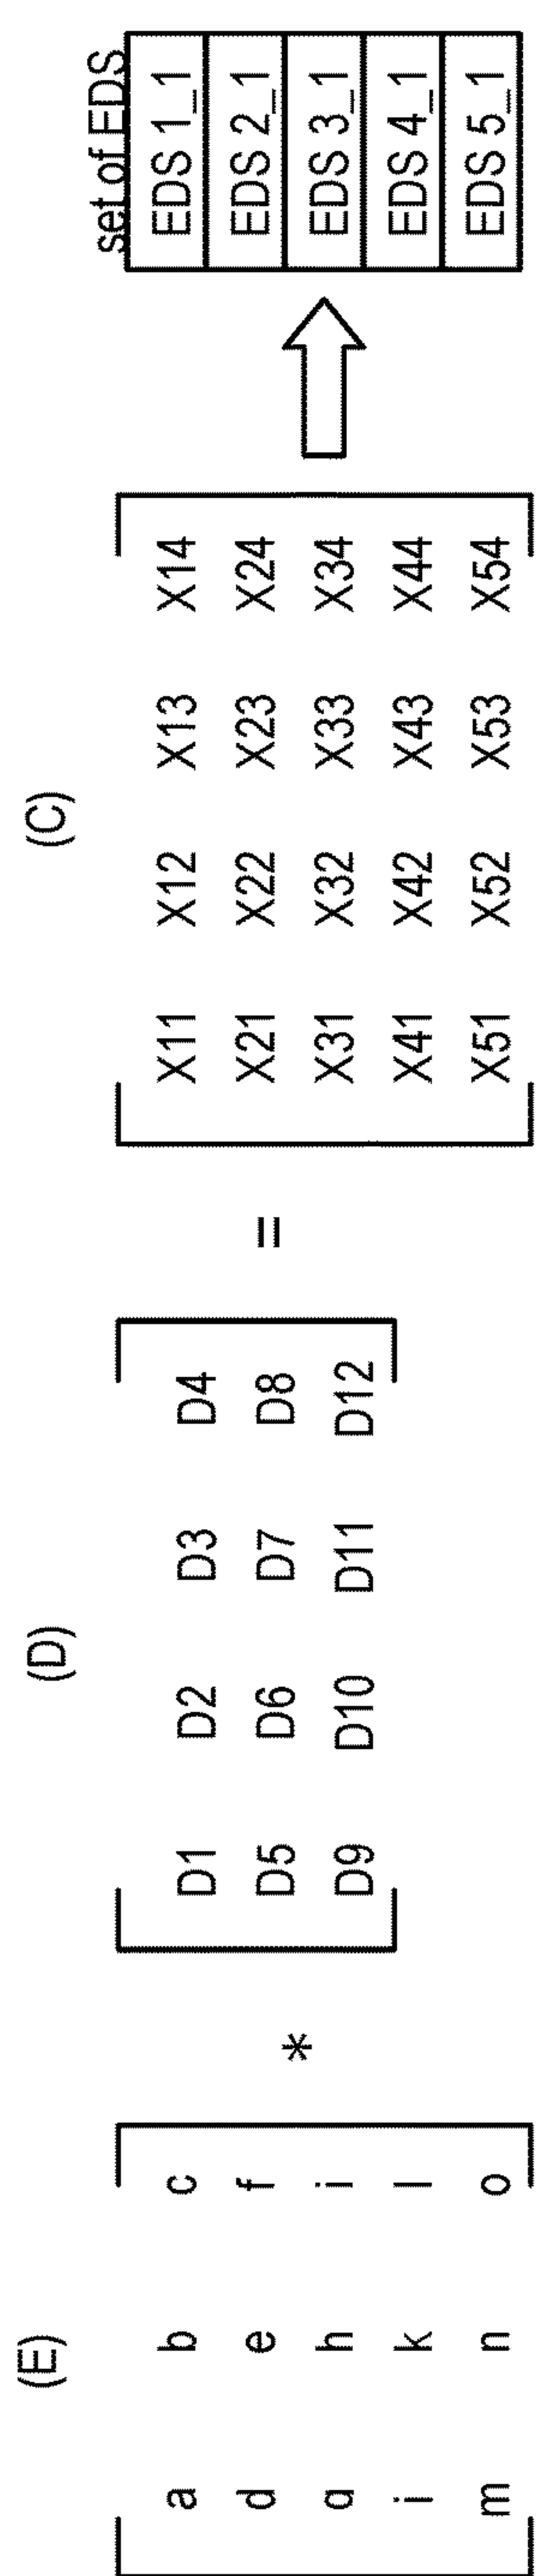 (E) (D) (C) set of EDS
a b c D1 D2 D3 D4 X11 X12 X13 X14 EDS 1_1
d e f * D5 D6 D7 D8 = X21 X22 X23 X24 EDS 2_1
g h i D9 D10 D11 D12 X31 X32 X33 X34 EDS 3_1
j k l X41 X42 X43 X44 EDS 4_1
m n o X51 X52 X53 X54 EDS 5_1